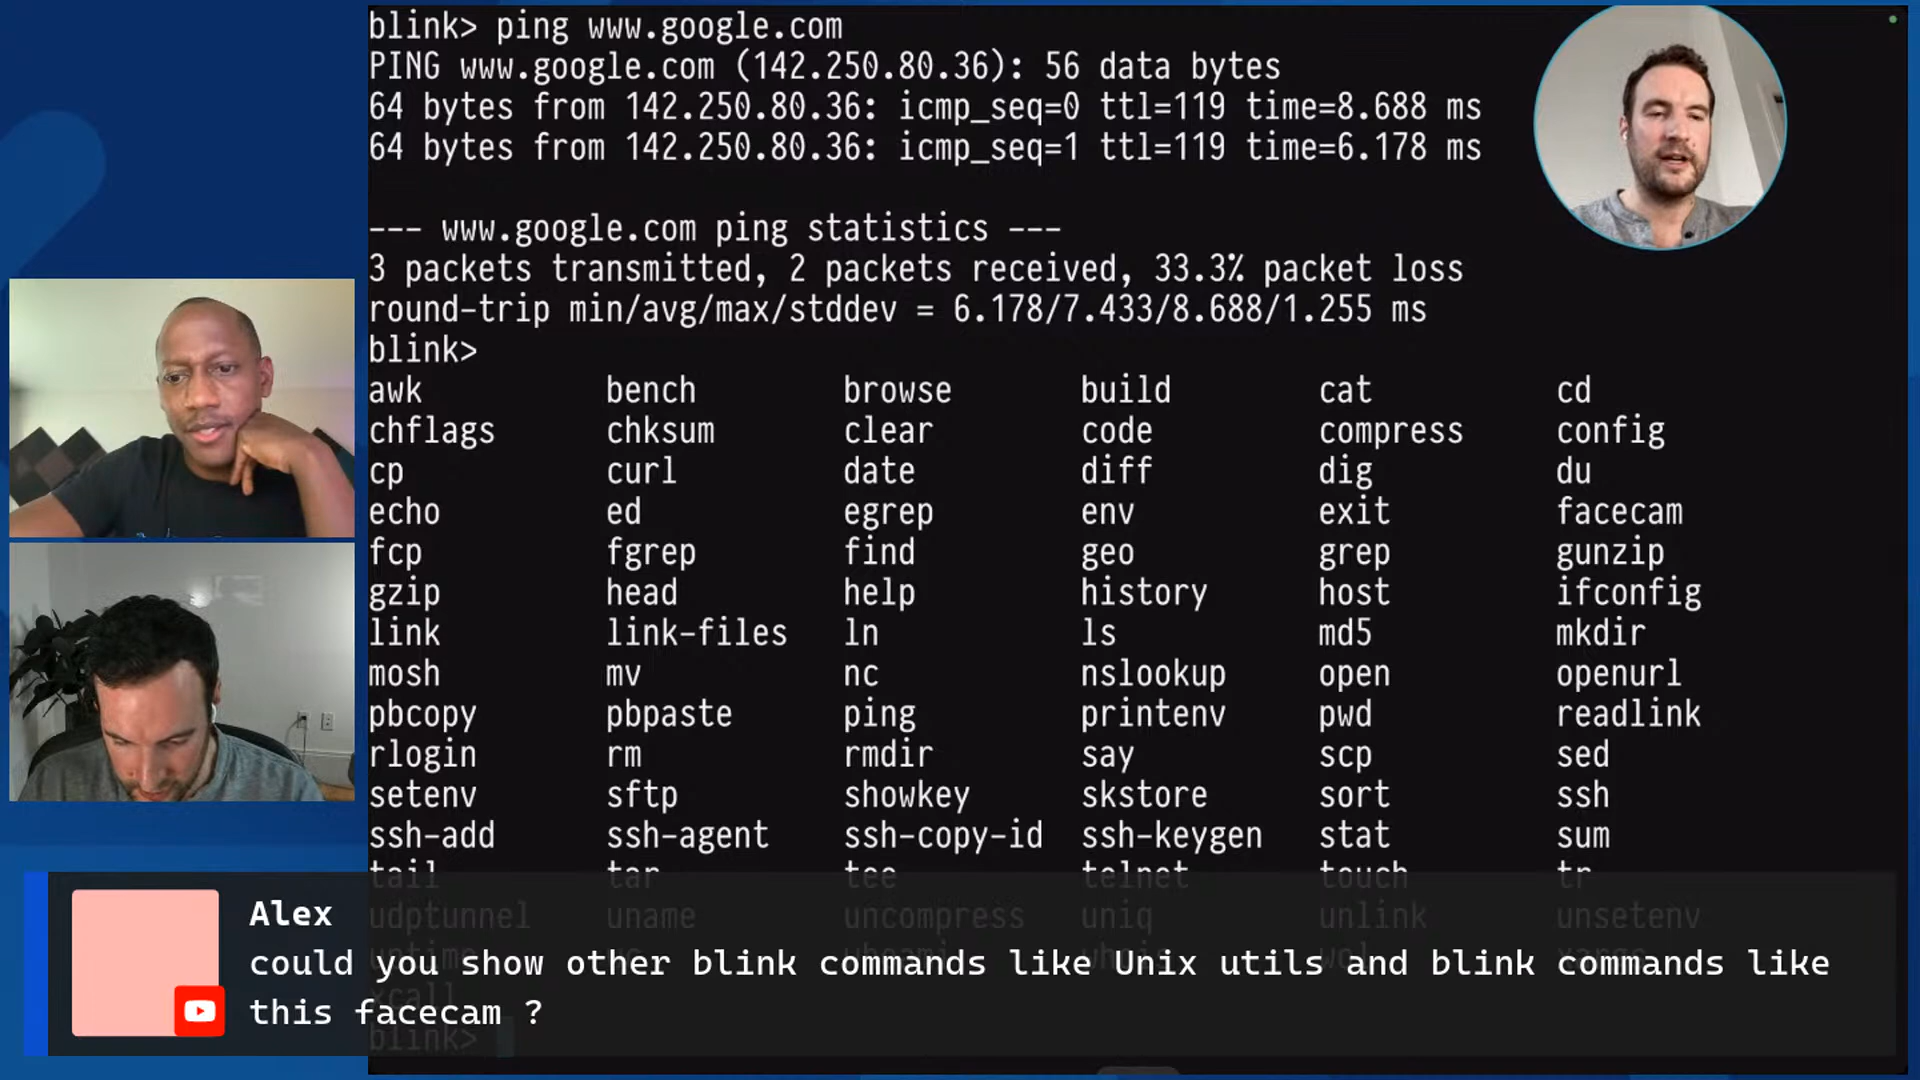 blink> ping www.google.com
PING www.google.com (142.250.80.36): 56 data bytes
64 bytes from 142.250.80.36: icmp_seq=0 ttl=119 time=8.688 ms
64 bytes from 142.250.80.36: icmp_seq=1 ttl=119 time=6.178 ms
--- www.google.com ping statistics ---
3 packets transmitted, 2 packets received, 33.3% packet loss
round-trip min/avg/max/stddev = 6.178/7.433/8.688/1.255 ms
blink>
awk bench browse build cat cd
chflags chksum clear code compress config
cp curl date diff dig du
echo ed egrep env exit facecam
fcp fgrep find geo grep gunzip
gzip head help history host ifconfig
link link-files ln ls md5 mkdir
mosh mv nc nslookup open openurl
pbcopy pbpaste ping printenv pwd readlink
rlogin rm rmdir say scp sed
setenv sftp showkey skstore sort ssh
ssh-add ssh-agent ssh-copy-id ssh-keygen stat sum
tail tar tee telnet touch tr
udptunnel uname uncompress uniq unlink unsetenv
xcall
blink>
Alex
could you show other blink commands like Unix utils and blink commands like
this facecam ?